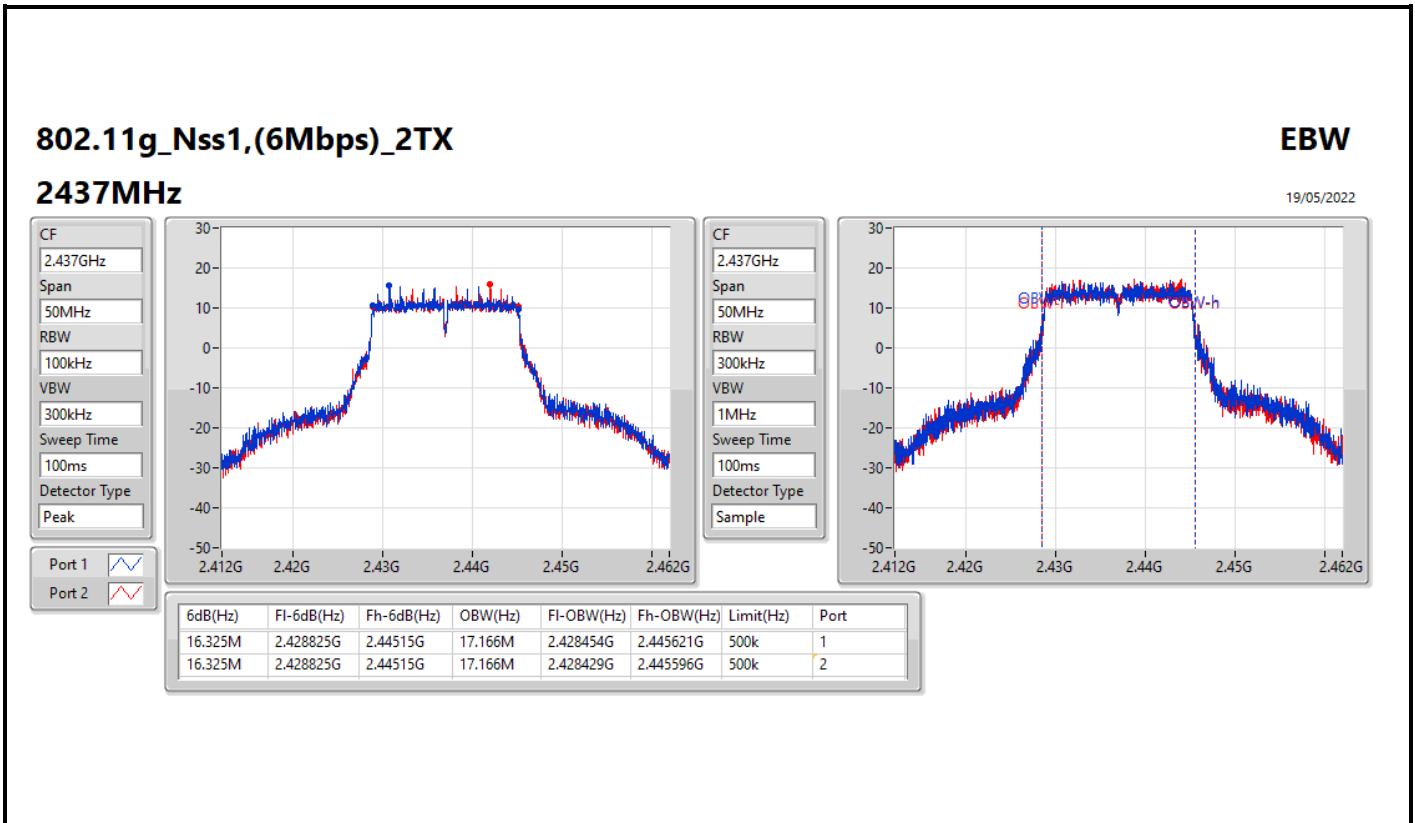 802.11g_Nss1,(6Mbps)_2TX
EBW
2437MHz
19/05/2022
CF
2.437GHz
Span
50MHz
RBW
100kHz
VBW
300kHz
Sweep Time
100ms
Detector Type
Peak
Port 1
Port 2
30
20
10
0
-10
-20
-30
-40
-50
2.412G 2.42G 2.43G 2.44G 2.45G 2.462G
CF
2.437GHz
Span
50MHz
RBW
300kHz
VBW
1MHz
Sweep Time
100ms
Detector Type
Sample
30
20
10
0
-10
-20
-30
-40
-50
OBW-h
2.412G 2.42G 2.43G 2.44G 2.45G 2.462G
6dB(Hz) Fl-6dB(Hz) Fh-6dB(Hz) OBW(Hz) Fl-OBW(Hz) Fh-OBW(Hz) Limit(Hz) Port
16.325M 2.428825G 2.44515G 17.166M 2.428454G 2.445621G 500k 1
16.325M 2.428825G 2.44515G 17.166M 2.428429G 2.445596G 500k 2